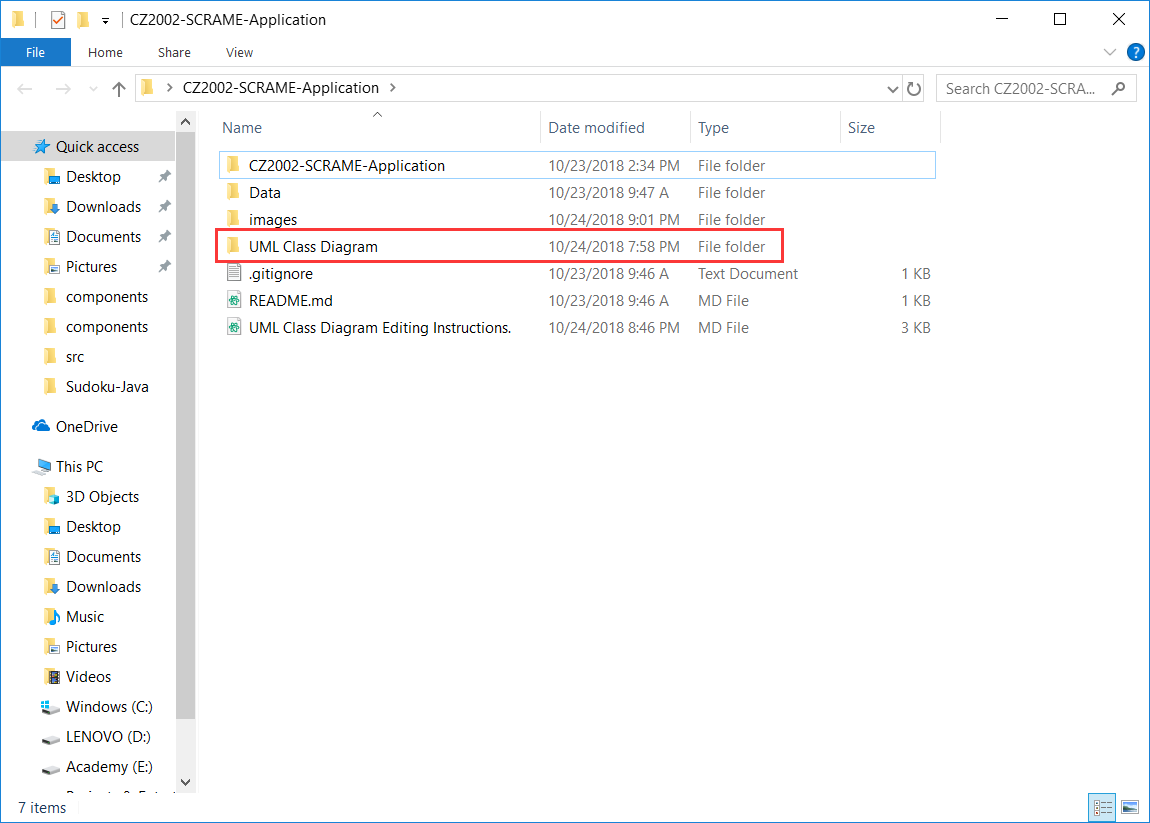 CZ2002-SCRAME-Application
File Home Share View
?
CZ2002-SCRAME-Application
Search CZ2002-SCRA...
Name Date modified Type Size
CZ2002-SCRAME-Application 10/23/2018 2:34 PM File folder
Data 10/23/2018 9:47 A File folder
images 10/24/2018 9:01 PM File folder
UML Class Diagram 10/24/2018 7:58 PM File folder
.gitignore 10/23/2018 9:46 A Text Document 1 KB
README.md 10/23/2018 9:46 A MD File 1 KB
UML Class Diagram Editing Instructions. 10/24/2018 8:46 PM MD File 3 KB
Quick access
Desktop
Downloads
Documents
Pictures
components
components
src
Sudoku-Java
OneDrive
This PC
3D Objects
Desktop
Documents
Downloads
Music
Pictures
Videos
Windows (C:)
LENOVO (D:)
Academy (E:)
7 items